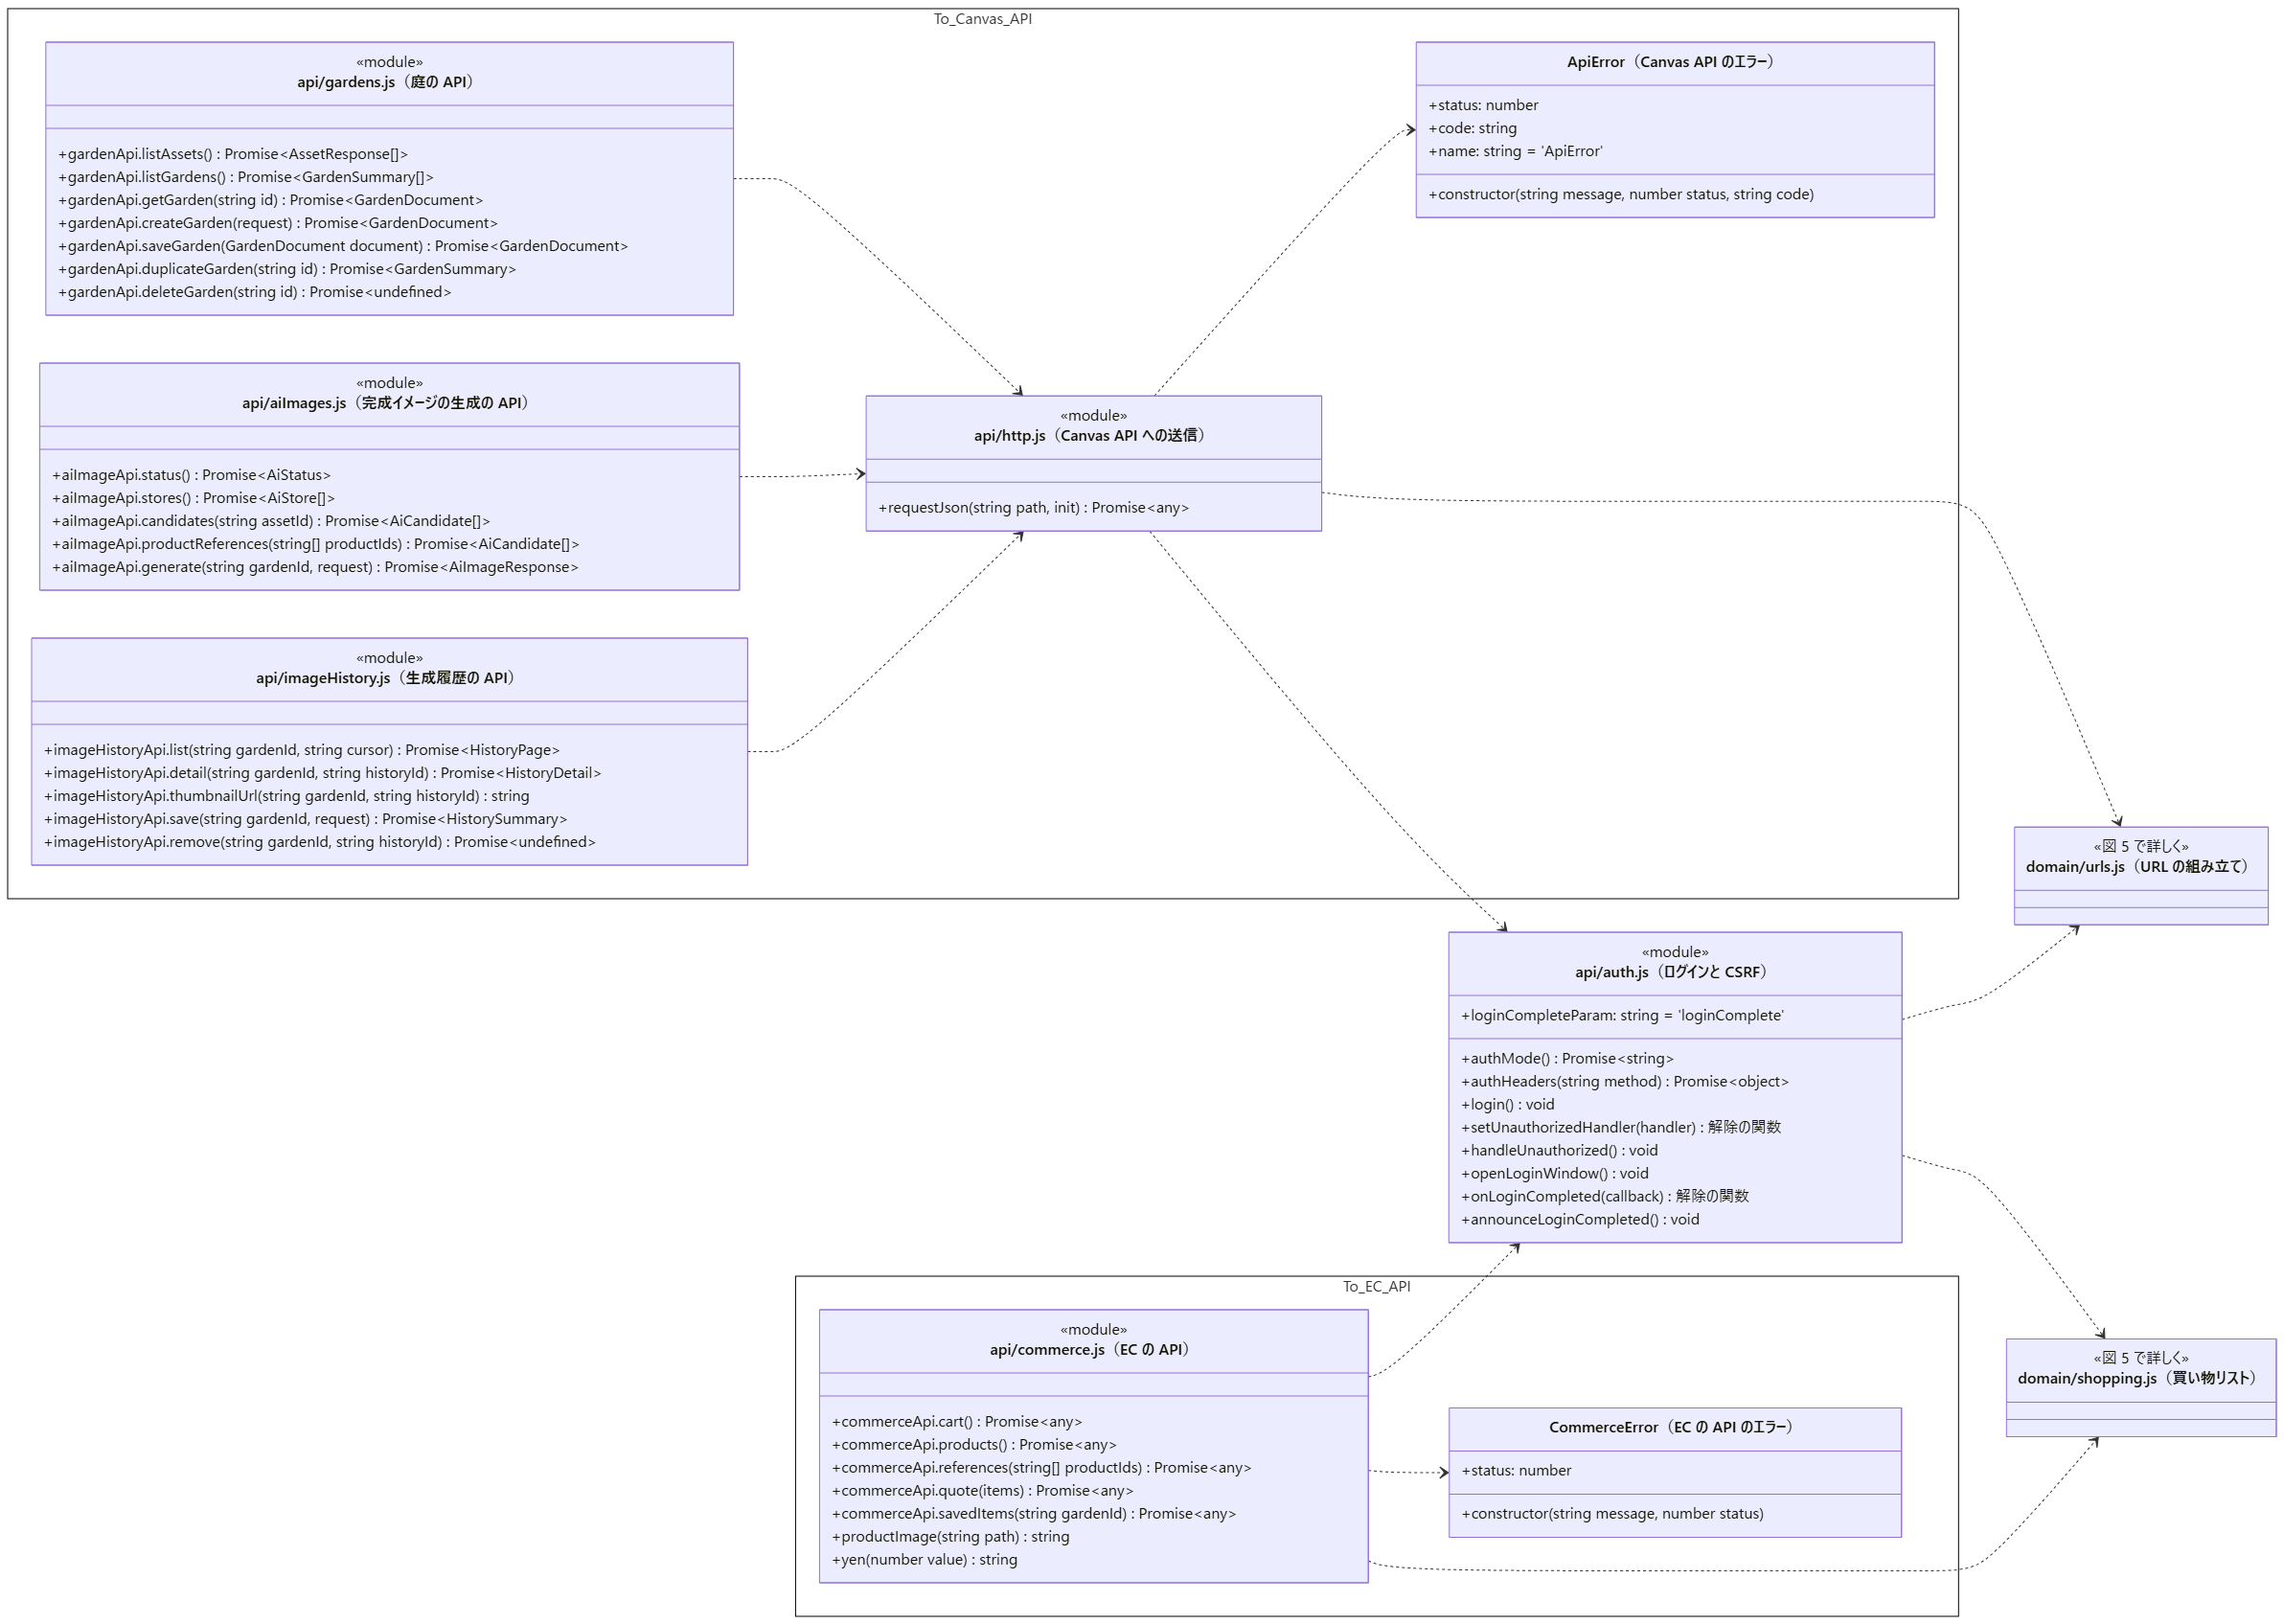 To_Canvas_API
«module»
api/gardens.js（庭の API）
+gardenApi.listAssets() : Promise<AssetResponse[]>
+gardenApi.listGardens() : Promise<GardenSummary[]>
+gardenApi.getGarden(string id) : Promise<GardenDocument>
+gardenApi.createGarden(request) : Promise<GardenDocument>
+gardenApi.saveGarden(GardenDocument document) : Promise<GardenDocument>
+gardenApi.duplicateGarden(string id) : Promise<GardenSummary>
+gardenApi.deleteGarden(string id) : Promise<undefined>
ApiError（Canvas API のエラー）
+status: number
+code: string
+name: string = 'ApiError'
+constructor(string message, number status, string code)
«module»
api/aiImages.js（完成イメージの生成の API）
+aiImageApi.status() : Promise<AiStatus>
+aiImageApi.stores() : Promise<AiStore[]>
+aiImageApi.candidates(string assetId) : Promise<AiCandidate[]>
+aiImageApi.productReferences(string[] productIds) : Promise<AiCandidate[]>
+aiImageApi.generate(string gardenId, request) : Promise<AiImageResponse>
«module»
api/http.js（Canvas API への送信）
+requestJson(string path, init) : Promise<any>
«module»
api/imageHistory.js（生成履歴の API）
+imageHistoryApi.list(string gardenId, string cursor) : Promise<HistoryPage>
+imageHistoryApi.detail(string gardenId, string historyId) : Promise<HistoryDetail>
+imageHistoryApi.thumbnailUrl(string gardenId, string historyId) : string
+imageHistoryApi.save(string gardenId, request) : Promise<HistorySummary>
+imageHistoryApi.remove(string gardenId, string historyId) : Promise<undefined>
«図 5 で詳しく»
domain/urls.js（URL の組み立て）
«module»
api/auth.js（ログインと CSRF）
+loginCompleteParam: string = 'loginComplete'
+authMode() : Promise<string>
+authHeaders(string method) : Promise<object>
+login() : void
+setUnauthorizedHandler(handler) : 解除の関数
+handleUnauthorized() : void
+openLoginWindow() : void
+onLoginCompleted(callback) : 解除の関数
+announceLoginCompleted() : void
To_EC_API
«module»
api/commerce.js（EC の API）
+commerceApi.cart() : Promise<any>
+commerceApi.products() : Promise<any>
+commerceApi.references(string[] productIds) : Promise<any>
+commerceApi.quote(items) : Promise<any>
+commerceApi.savedItems(string gardenId) : Promise<any>
+productImage(string path) : string
+yen(number value) : string
CommerceError（EC の API のエラー）
+status: number
+constructor(string message, number status)
«図 5 で詳しく»
domain/shopping.js（買い物リスト）